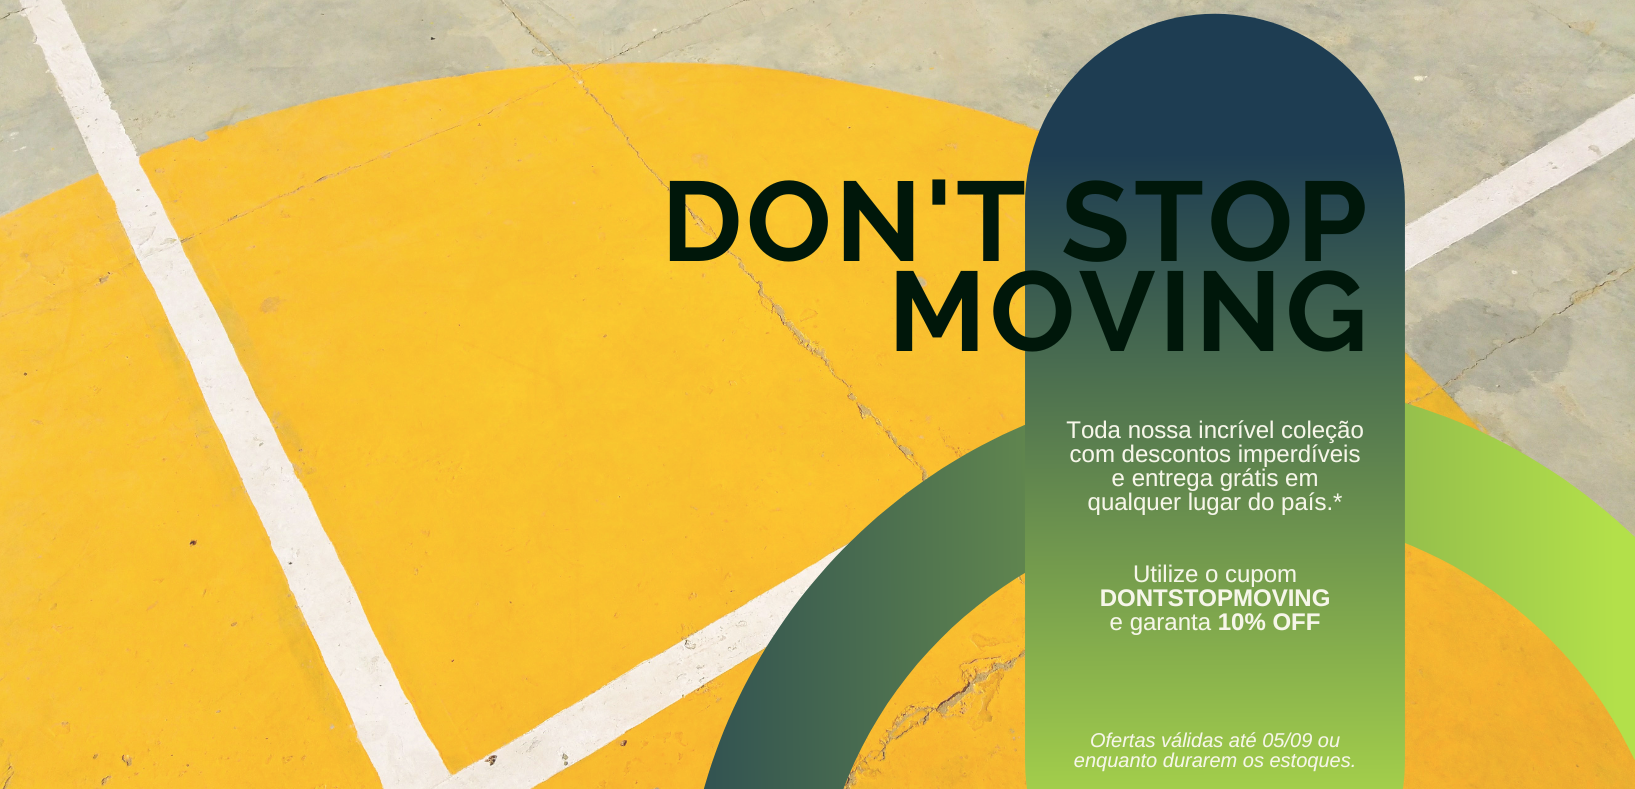 DON'T STOP
MOVING
Toda nossa incrível coleção
com descontos imperdíveis
e entrega grátis em
qualquer lugar do país.*
Utilize o cupom
DONTSTOPMOVING
e garanta 10% OFF
Ofertas válidas até 05/09 ou
enquanto durarem os estoques.